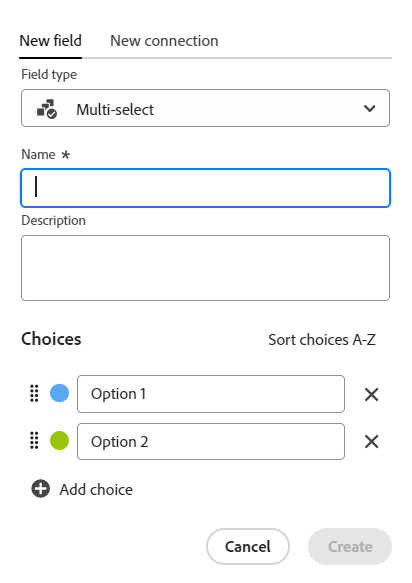 New field New connection
Field type
Multi-select
Name *
Description
Choices Sort choices A-Z
Option 1
Option 2
Add choice
Cancel Create